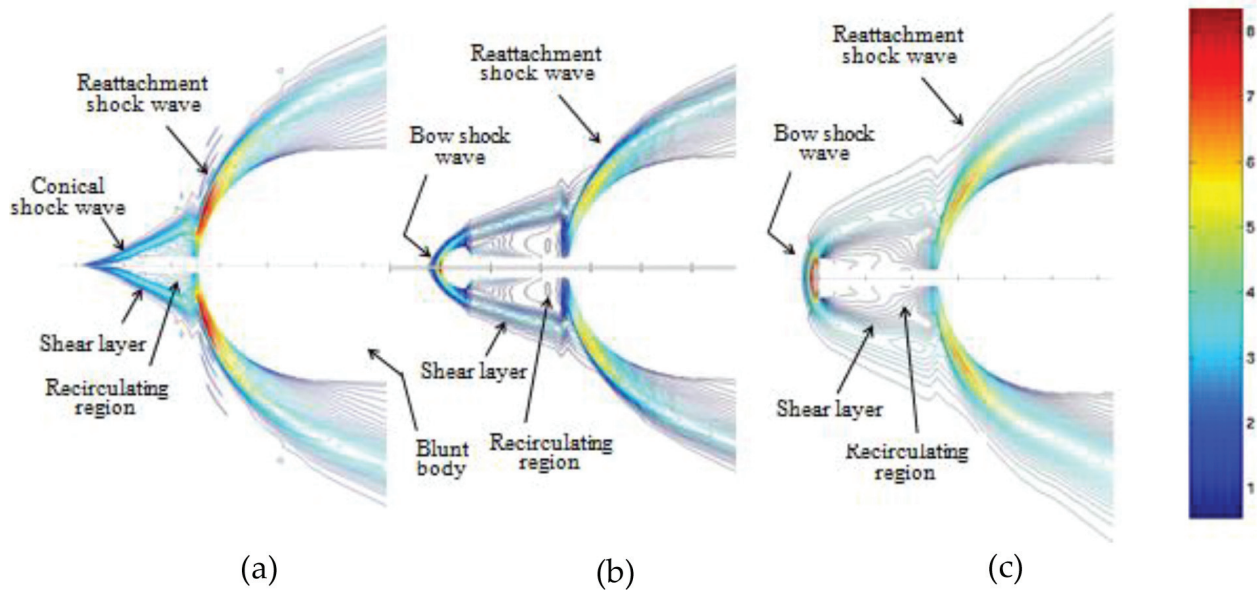 Reattachment
shock wave
Conical
shock wave
Shear layer
Recirculating
region
Blunt
body
(a)
Reattachment
shock wave
Bow shock
wave
Shear layer
Recirculating
region
(b)
Reattachment
shock wave
Bow shock
wave
Shear layer
Recirculating
region
(c)
8
7
6
5
4
3
2
1